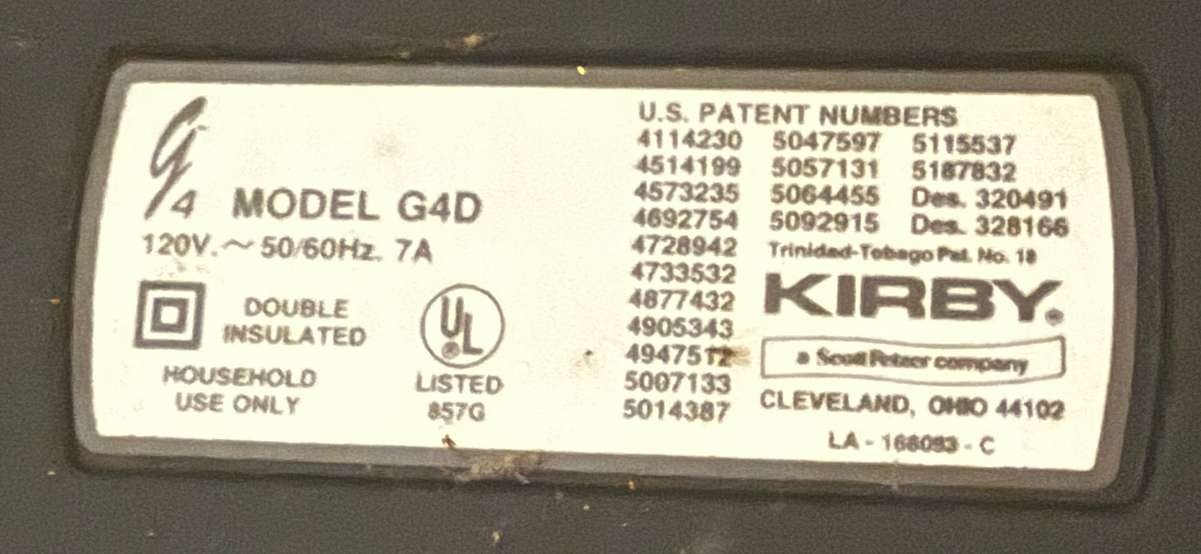 G4 MODEL G4D
120V.~ 50/60Hz. 7A
DOUBLE
INSULATED
HOUSEHOLD
USE ONLY
UL
®
LISTED
857G
U.S. PATENT NUMBERS
4114230 5047597 5115537
4514199 5057131 5187832
4573235 5064455 Des. 320491
4692754 5092915 Des. 328166
4728942 Trinidad-Tobago Pat. No. 18
4733532
4877432
4905343
4947512
5007133
5014387
KIRBY®
a Scott Fetzer company
CLEVELAND, OHIO 44102
LA - 166093 - C